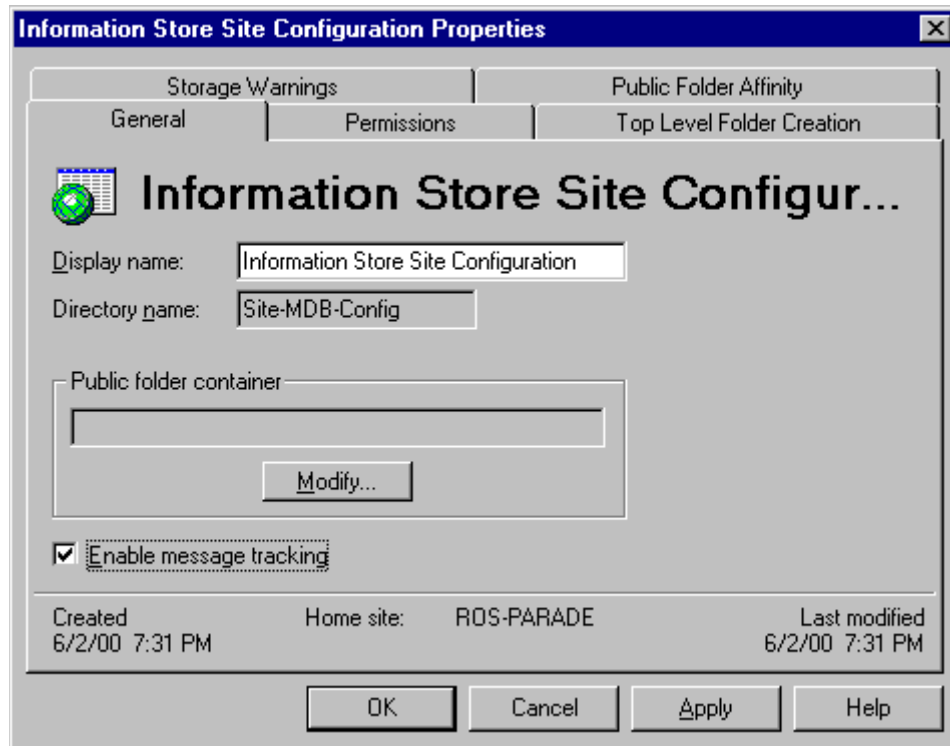 Information Store Site Configuration Properties
Storage Warnings
Public Folder Affinity
General
Permissions
Top Level Folder Creation
Information Store Site Configur...
Display name:
Information Store Site Configuration
Directory name:
Site-MDB-Config
Public folder container
Modify...
Enable message tracking
Created
6/2/00 7:31 PM
Home site:
ROS-PARADE
Last modified
6/2/00 7:31 PM
OK
Cancel
Apply
Help